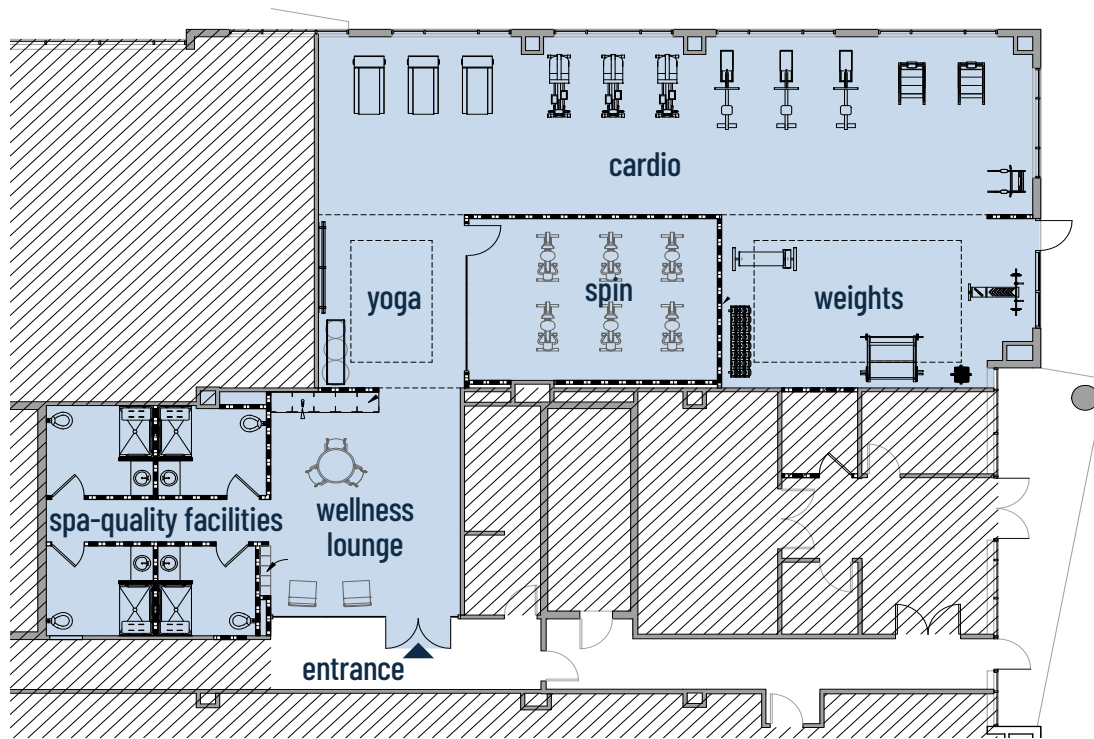 cardio
yoga
spin
weights
spa-quality facilities
wellness
lounge
entrance